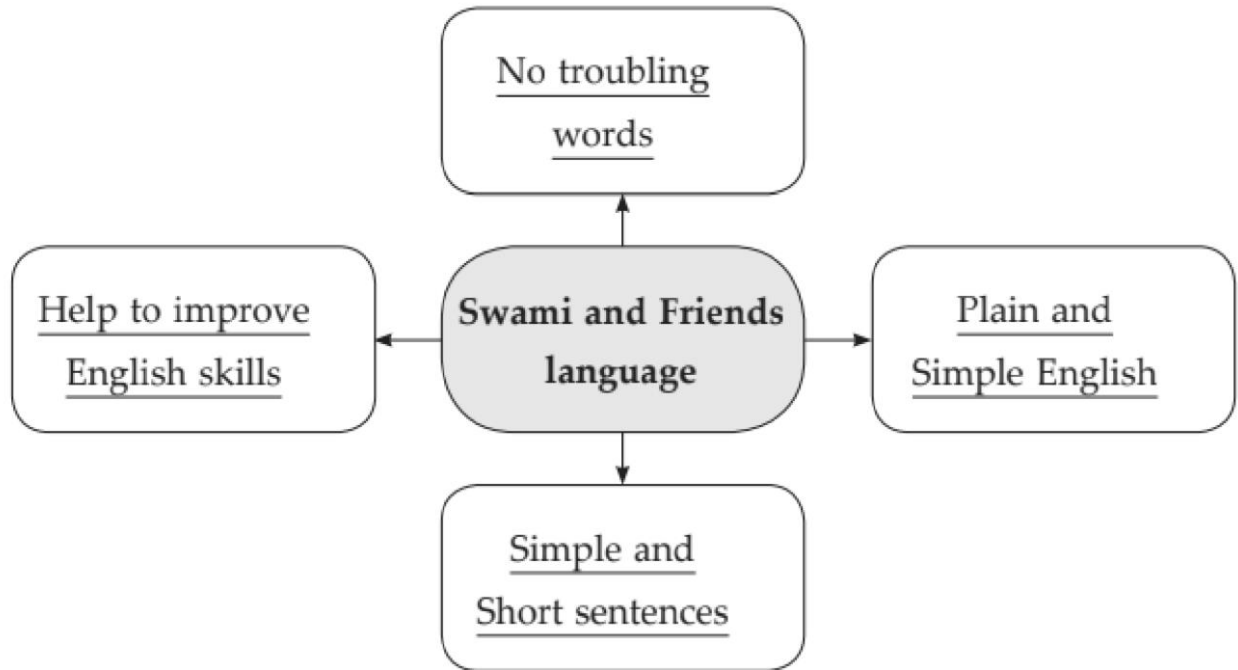 No troubling
words
Help to improve
English skills
Swami and Friends
language
Plain and
Simple English
Simple and
Short sentences